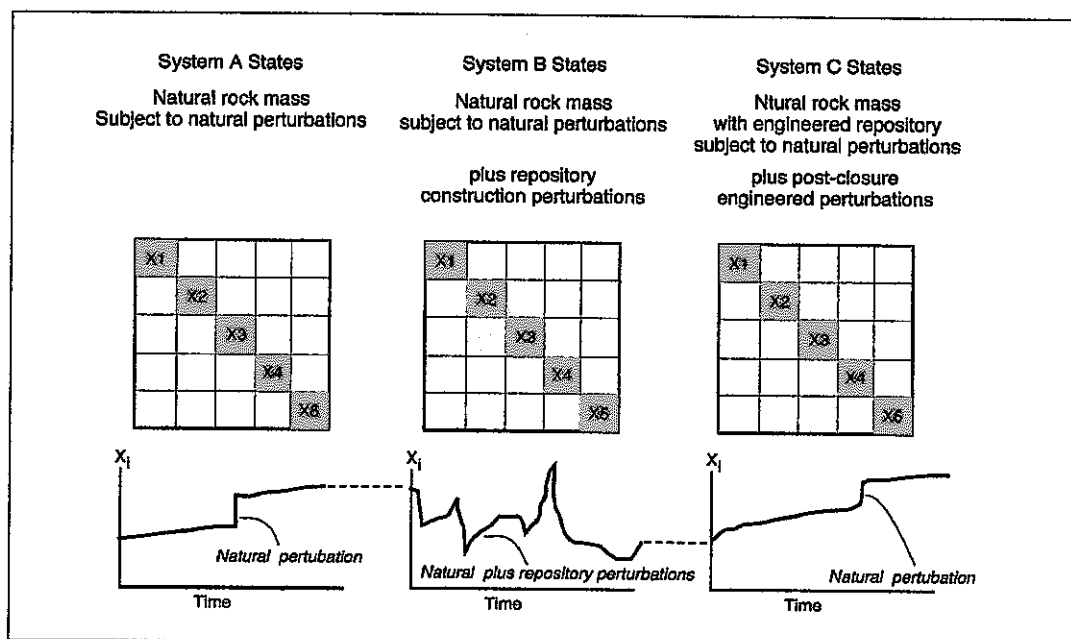 System A States
Natural rock mass
Subject to natural perturbations
System B States
Natural rock mass
subject to natural perturbations
plus repository
construction perturbations
System C States
Ntural rock mass
with engineered repository
subject to natural perturbations
plus post-closure
engineered perturbations
X1
X2
X3
X4
X5
X1
X2
X3
X4
X5
X1
X2
X3
X4
X5
Xi
Natural pertubation
Time
Xi
Natural plus repository perturbations
Time
Xi
Natural pertubation
Time